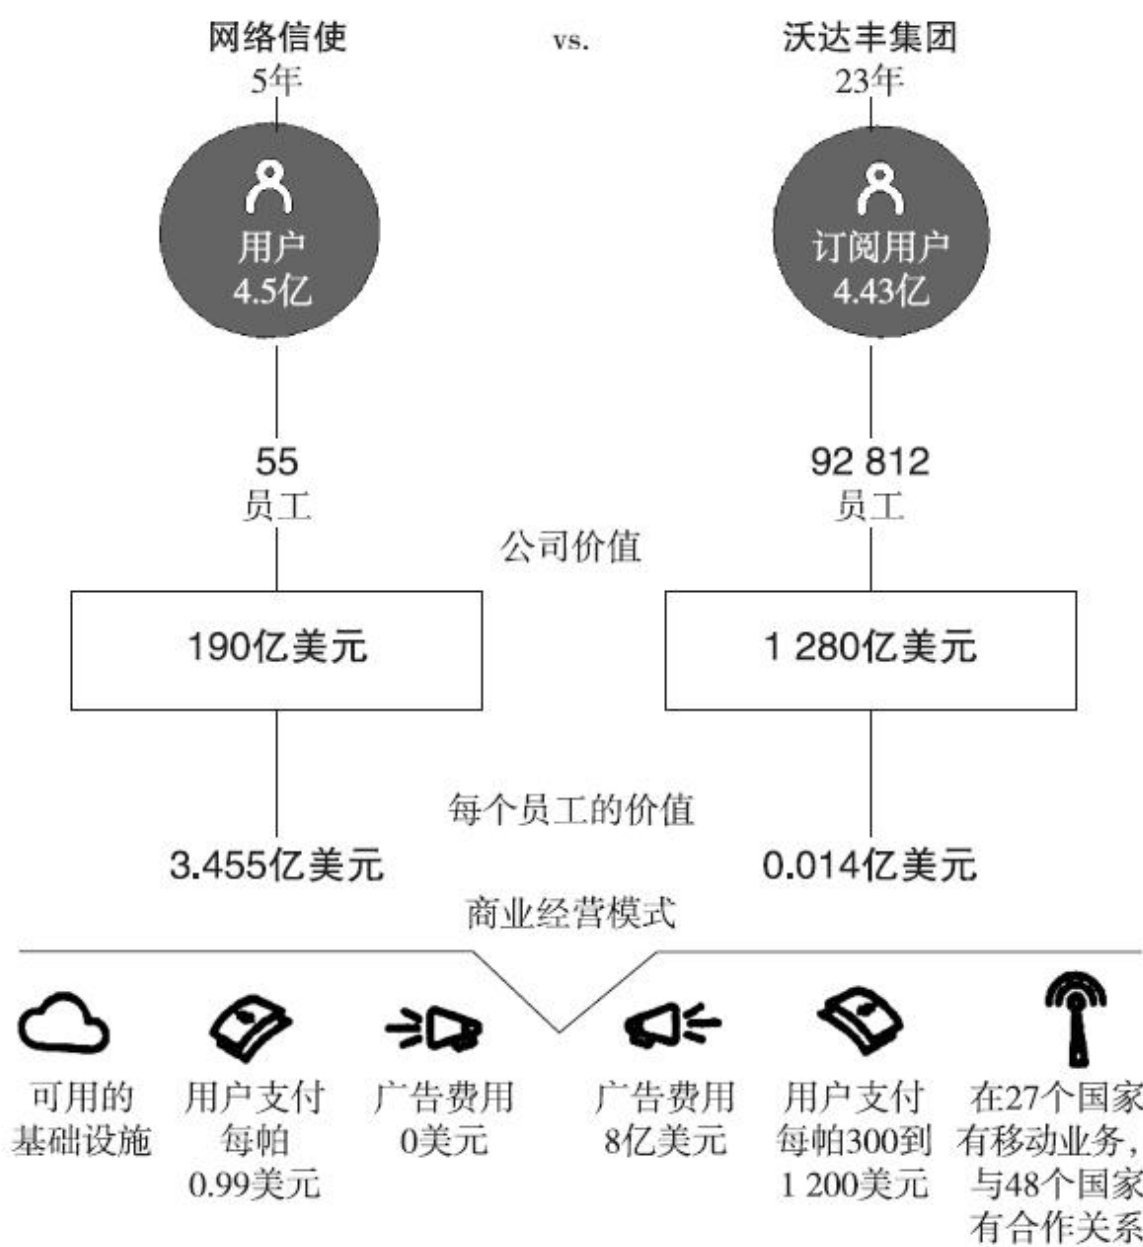 网络信使
vs.
沃达丰集团
5年
23年
用户
4.5亿
订阅用户
4.43亿
55
员工
92 812
员工
公司价值
190亿美元
1 280亿美元
每个员工的价值
3.455亿美元
0.014亿美元
商业经营模式
可用的
基础设施
用户支付
每帕
0.99美元
广告费用
0美元
广告费用
8亿美元
用户支付
每帕300到
1 200美元
在27个国家
有移动业务，
与48个国家
有合作关系